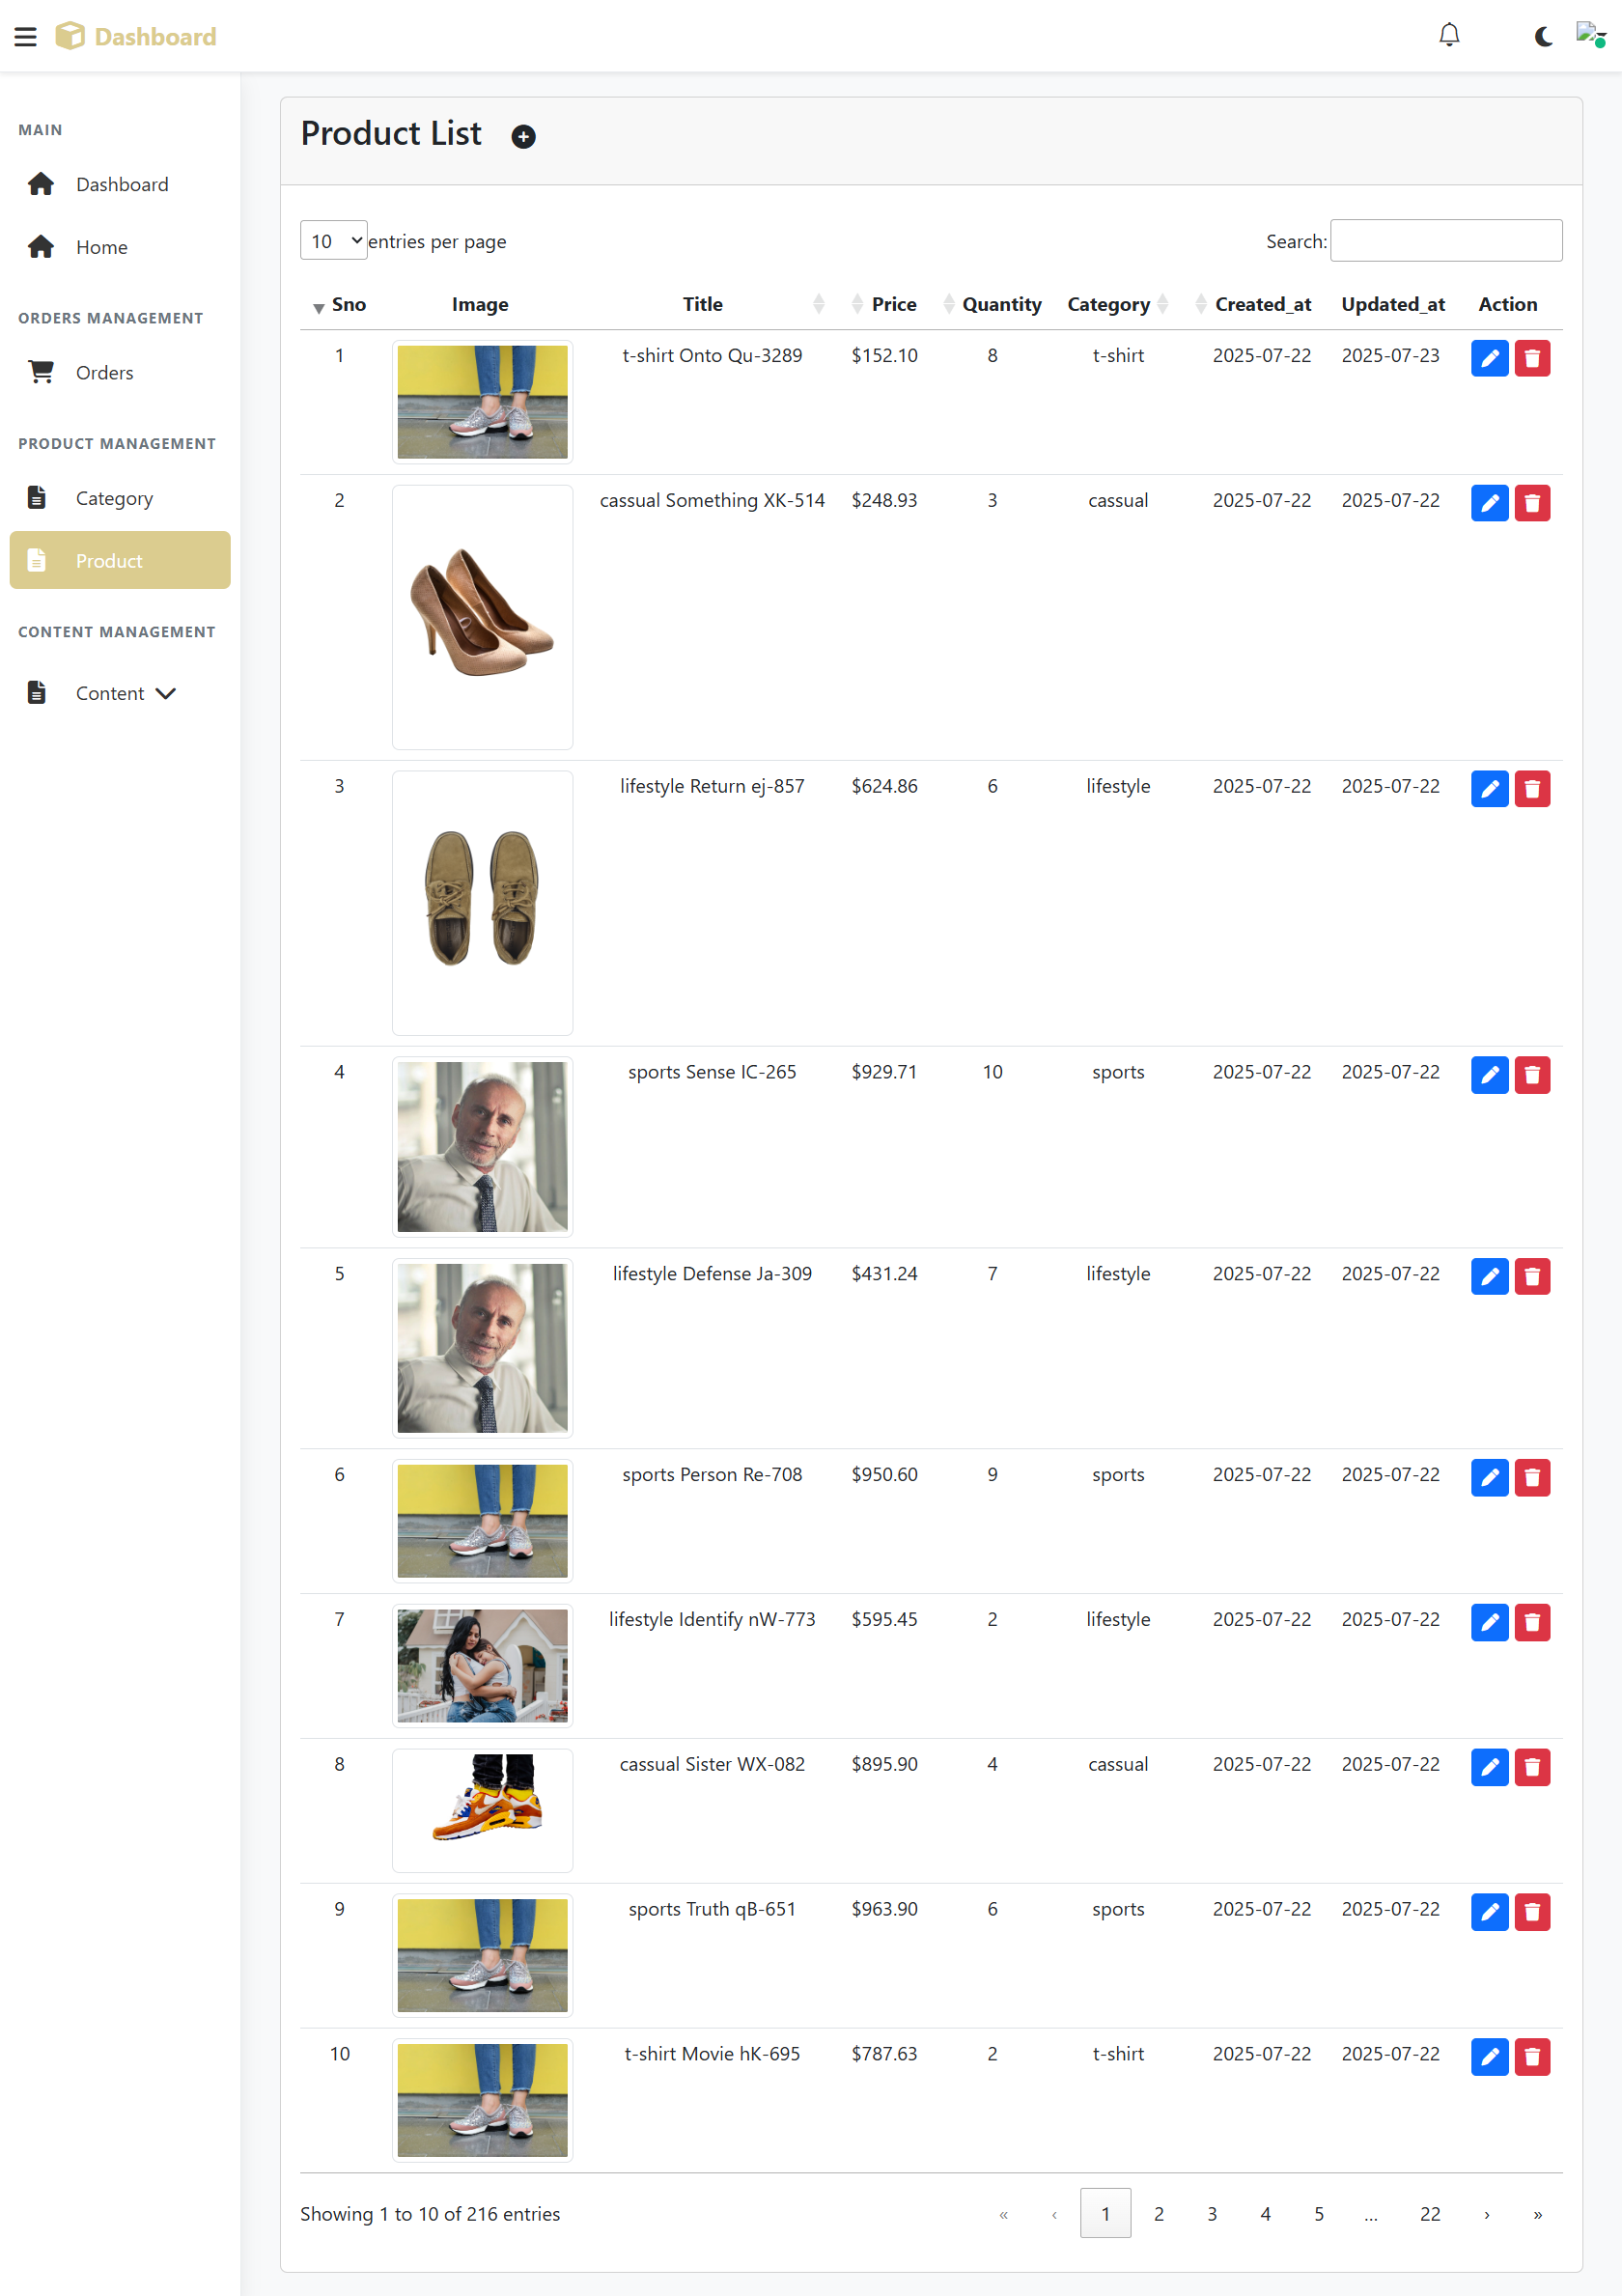 Dashboard
MAIN
Dashboard
Home
ORDERS MANAGEMENT
Orders
PRODUCT MANAGEMENT
Category
Product
CONTENT MANAGEMENT
Content
Product List
10 entries per page
Search:
Sno Image Title Price Quantity Category Created_at Updated_at Action
1 t-shirt Onto Qu-3289 $152.10 8 t-shirt 2025-07-22 2025-07-23
2 cassual Something XK-514 $248.93 3 cassual 2025-07-22 2025-07-22
3 lifestyle Return ej-857 $624.86 6 lifestyle 2025-07-22 2025-07-22
4 sports Sense IC-265 $929.71 10 sports 2025-07-22 2025-07-22
5 lifestyle Defense Ja-309 $431.24 7 lifestyle 2025-07-22 2025-07-22
6 sports Person Re-708 $950.60 9 sports 2025-07-22 2025-07-22
7 lifestyle Identify nW-773 $595.45 2 lifestyle 2025-07-22 2025-07-22
8 cassual Sister WX-082 $895.90 4 cassual 2025-07-22 2025-07-22
9 sports Truth qB-651 $963.90 6 sports 2025-07-22 2025-07-22
10 t-shirt Movie hK-695 $787.63 2 t-shirt 2025-07-22 2025-07-22
Showing 1 to 10 of 216 entries
« ‹ 1 2 3 4 5 … 22 › »